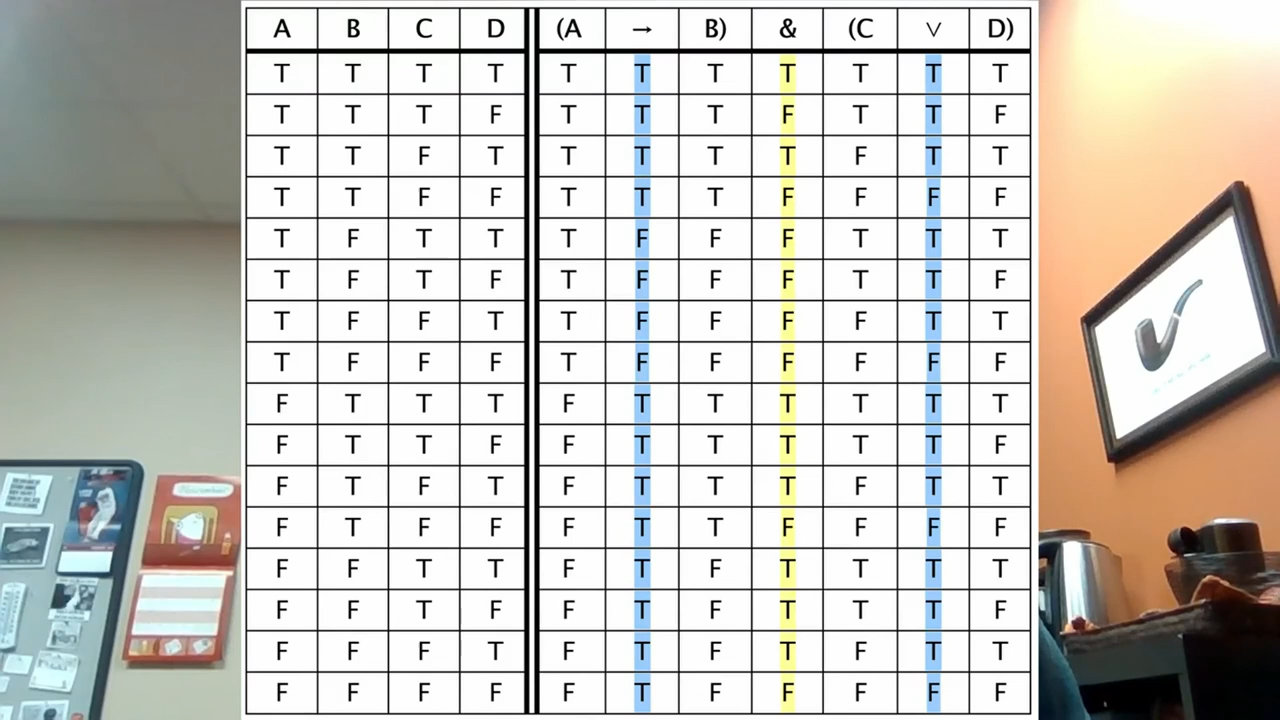 A B C D (A → B) & (C ∨ D)
T T T T T T T T T T T
T T T F T T T F T T F
T T F T T T T T F T T
T T F F T T T F F F F
T F T T T F F F T T T
T F T F T F F F T T F
T F F T T F F F F T T
T F F F T F F F F F F
F T T T F T T T T T T
F T T F F T T T T T F
F T F T F T T T F T T
F T F F F T T F F F F
F F T T F T F T T T T
F F T F F T F T T T F
F F F T F T F T F T T
F F F F F T F F F F F